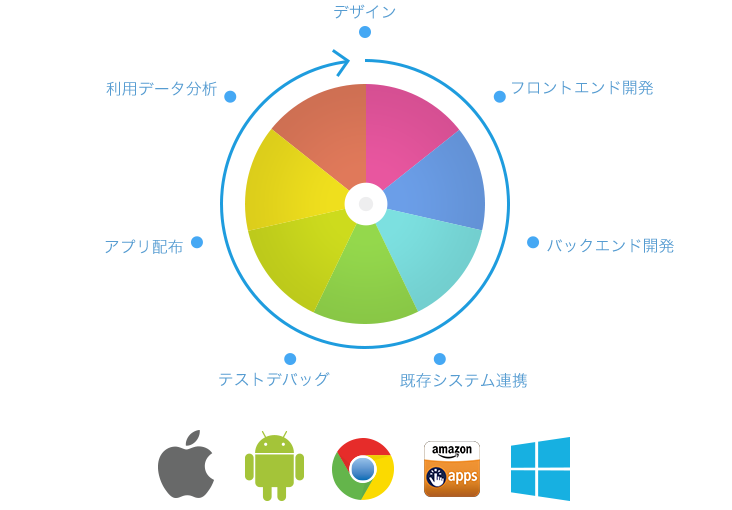 デザイン
利用データ分析
フロントエンド開発
アプリ配布
バックエンド開発
テストデバッグ
既存システム連携
amazon
apps